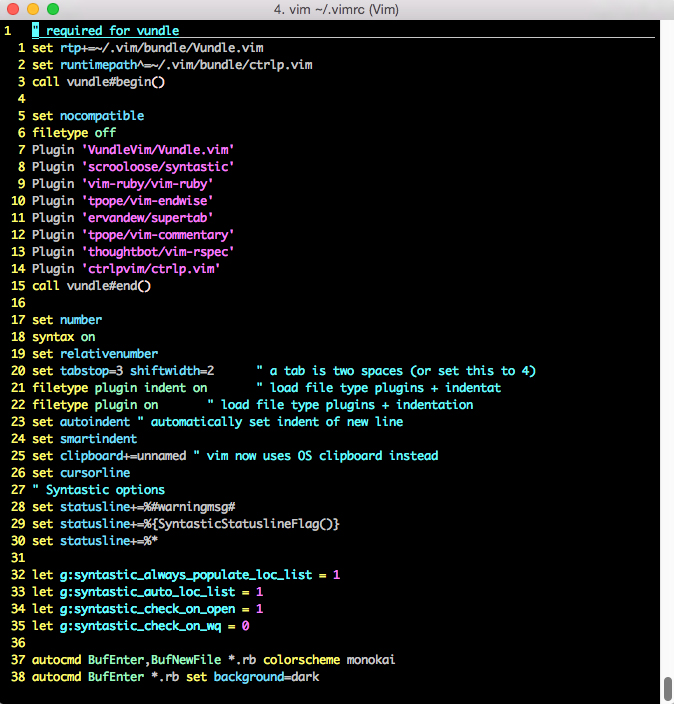 4. vim ~/.vimrc (Vim)
1 " required for vundle
1 set rtp+=~/.vim/bundle/Vundle.vim
2 set runtimepath^=~/.vim/bundle/ctrlp.vim
3 call vundle#begin()
4
5 set nocompatible
6 filetype off
7 Plugin 'VundleVim/Vundle.vim'
8 Plugin 'scrooloose/syntastic'
9 Plugin 'vim-ruby/vim-ruby'
10 Plugin 'tpope/vim-endwise'
11 Plugin 'ervandew/supertab'
12 Plugin 'tpope/vim-commentary'
13 Plugin 'thoughtbot/vim-rspec'
14 Plugin 'ctrlpvim/ctrlp.vim'
15 call vundle#end()
16
17 set number
18 syntax on
19 set relativenumber
20 set tabstop=3 shiftwidth=2      " a tab is two spaces (or set this to 4)
21 filetype plugin indent on       " load file type plugins + indentat
22 filetype plugin on       " load file type plugins + indentation
23 set autoindent " automatically set indent of new line
24 set smartindent
25 set clipboard+=unnamed " vim now uses OS clipboard instead
26 set cursorline
27 " Syntastic options
28 set statusline+=%#warningmsg#
29 set statusline+=%{SyntasticStatuslineFlag()}
30 set statusline+=%*
31
32 let g:syntastic_always_populate_loc_list = 1
33 let g:syntastic_auto_loc_list = 1
34 let g:syntastic_check_on_open = 1
35 let g:syntastic_check_on_wq = 0
36
37 autocmd BufEnter,BufNewFile *.rb colorscheme monokai
38 autocmd BufEnter *.rb set background=dark